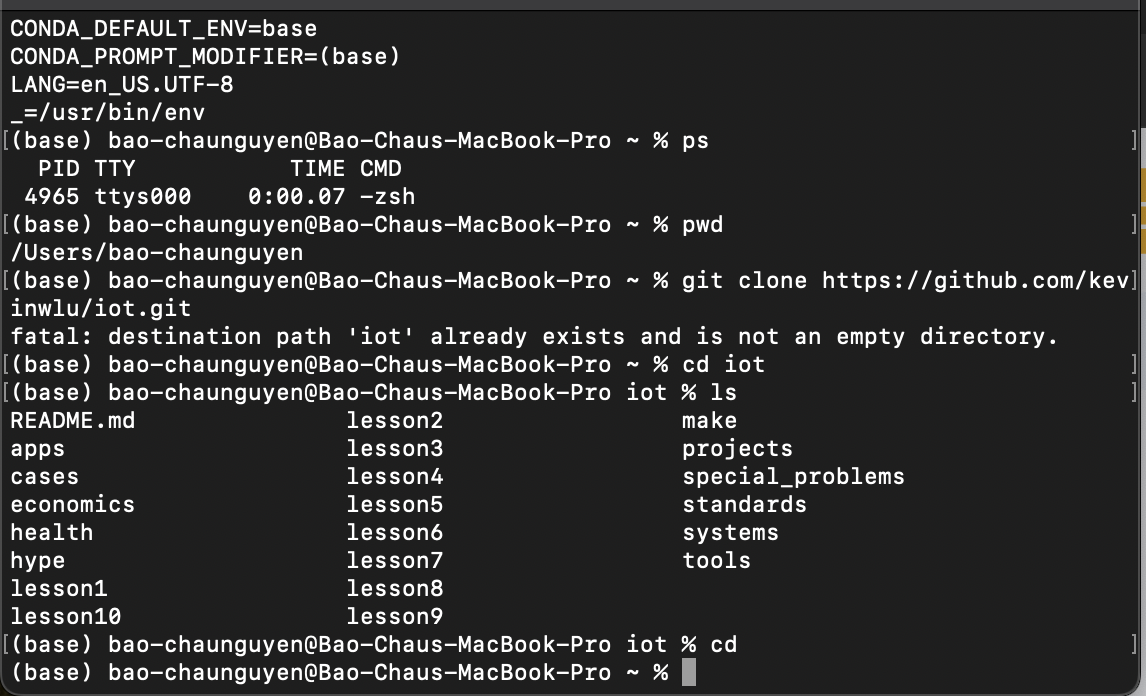 CONDA_DEFAULT_ENV=base
CONDA_PROMPT_MODIFIER=(base)
LANG=en_US.UTF-8
_=/usr/bin/env
[(base) bao-chaunguyen@Bao-Chaus-MacBook-Pro ~ % ps ]
  PID TTY           TIME CMD
 4965 ttys000    0:00.07 -zsh
[(base) bao-chaunguyen@Bao-Chaus-MacBook-Pro ~ % pwd ]
/Users/bao-chaunguyen
[(base) bao-chaunguyen@Bao-Chaus-MacBook-Pro ~ % git clone https://github.com/kev]
inwlu/iot.git
fatal: destination path 'iot' already exists and is not an empty directory.
[(base) bao-chaunguyen@Bao-Chaus-MacBook-Pro ~ % cd iot ]
[(base) bao-chaunguyen@Bao-Chaus-MacBook-Pro iot % ls ]
README.md               lesson2                 make
apps                    lesson3                 projects
cases                   lesson4                 special_problems
economics               lesson5                 standards
health                  lesson6                 systems
hype                    lesson7                 tools
lesson1                 lesson8
lesson10                lesson9
[(base) bao-chaunguyen@Bao-Chaus-MacBook-Pro iot % cd ]
(base) bao-chaunguyen@Bao-Chaus-MacBook-Pro ~ %